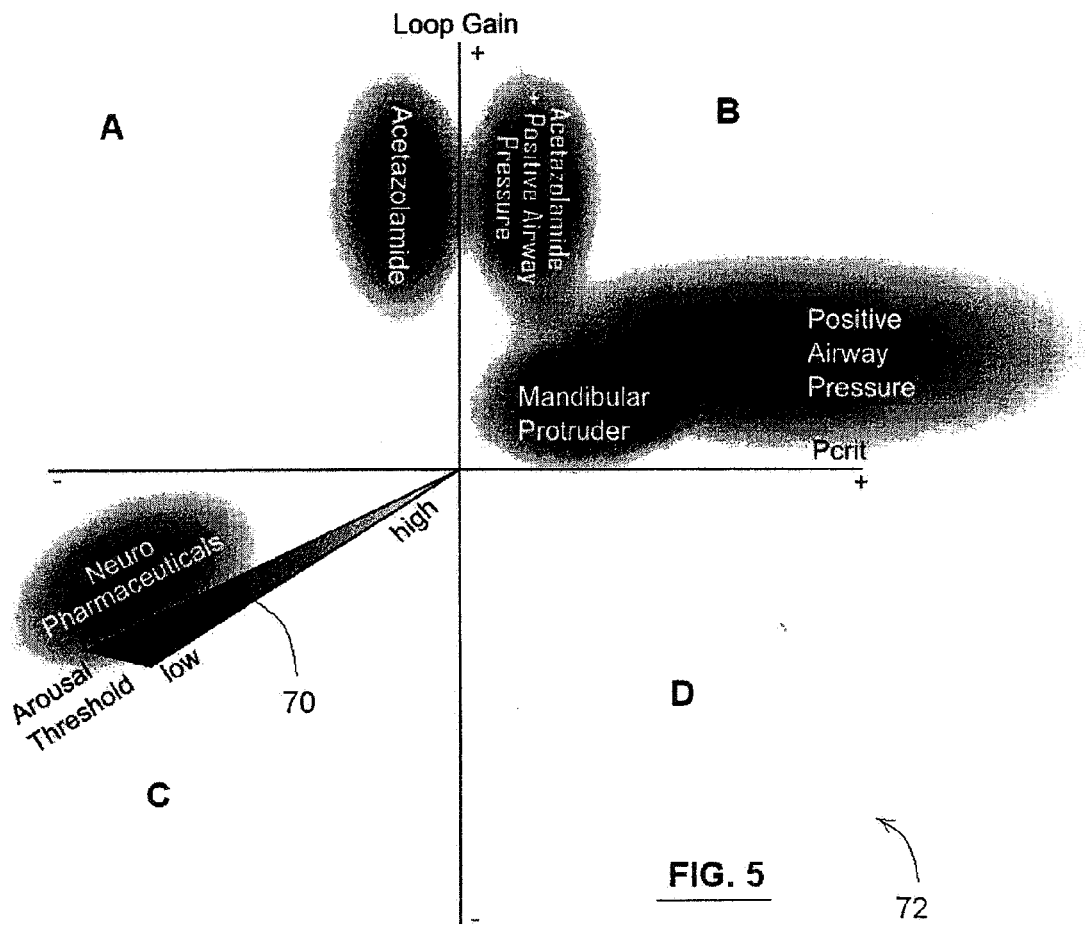 Loop Gain
+
A
B
Acetazolamide
Acetazolamide
+ Positive Airway
Pressure
Positive
Airway
Pressure
Mandibular
Protruder
Pcrit
-
+
high
Neuro
Pharmaceuticals
low
Arousal
Threshold
70
D
C
FIG. 5
72
-